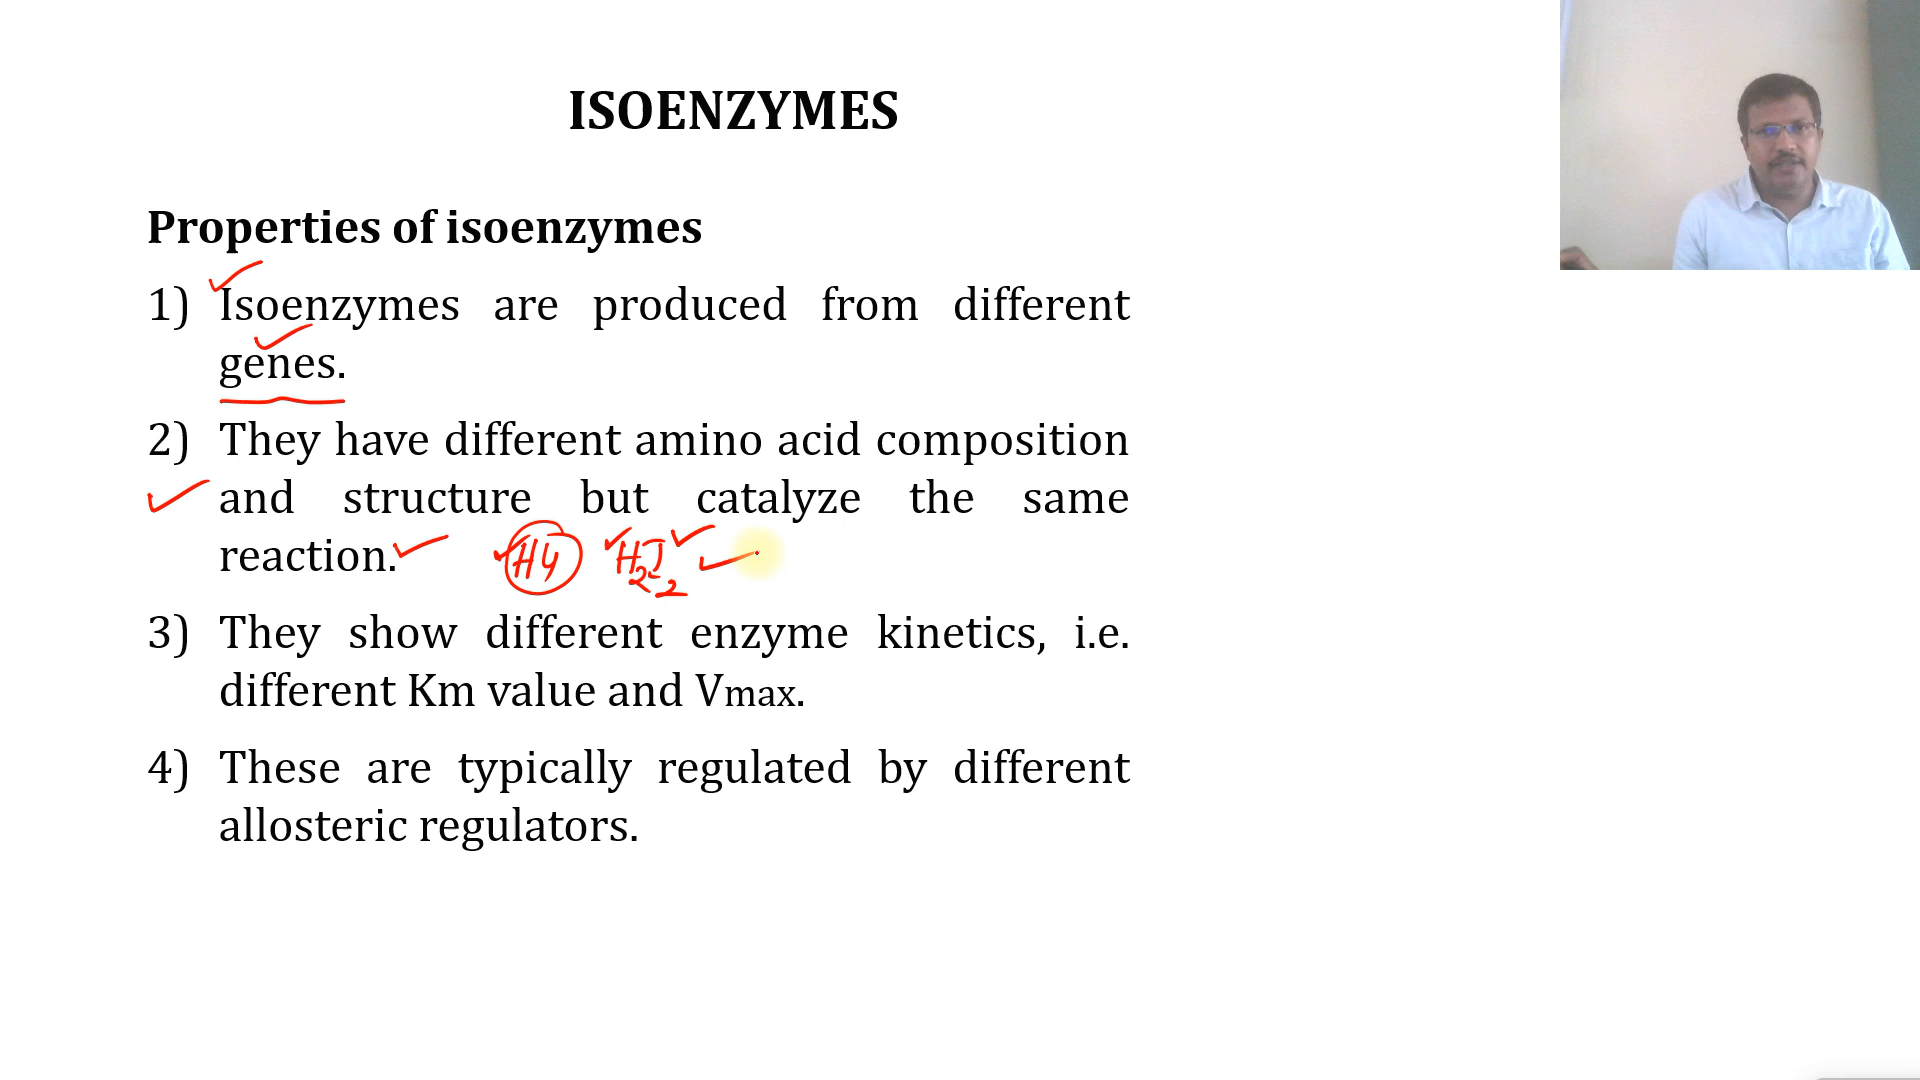 ISOENZYMES
Properties of isoenzymes
1) Isoenzymes are produced from different
genes.
2) They have different amino acid composition
and structure but catalyze the same
reaction. H4
3) They show different enzyme kinetics, i.e.
different Km value and Vmax.
4) These are typically regulated by different
allosteric regulators.